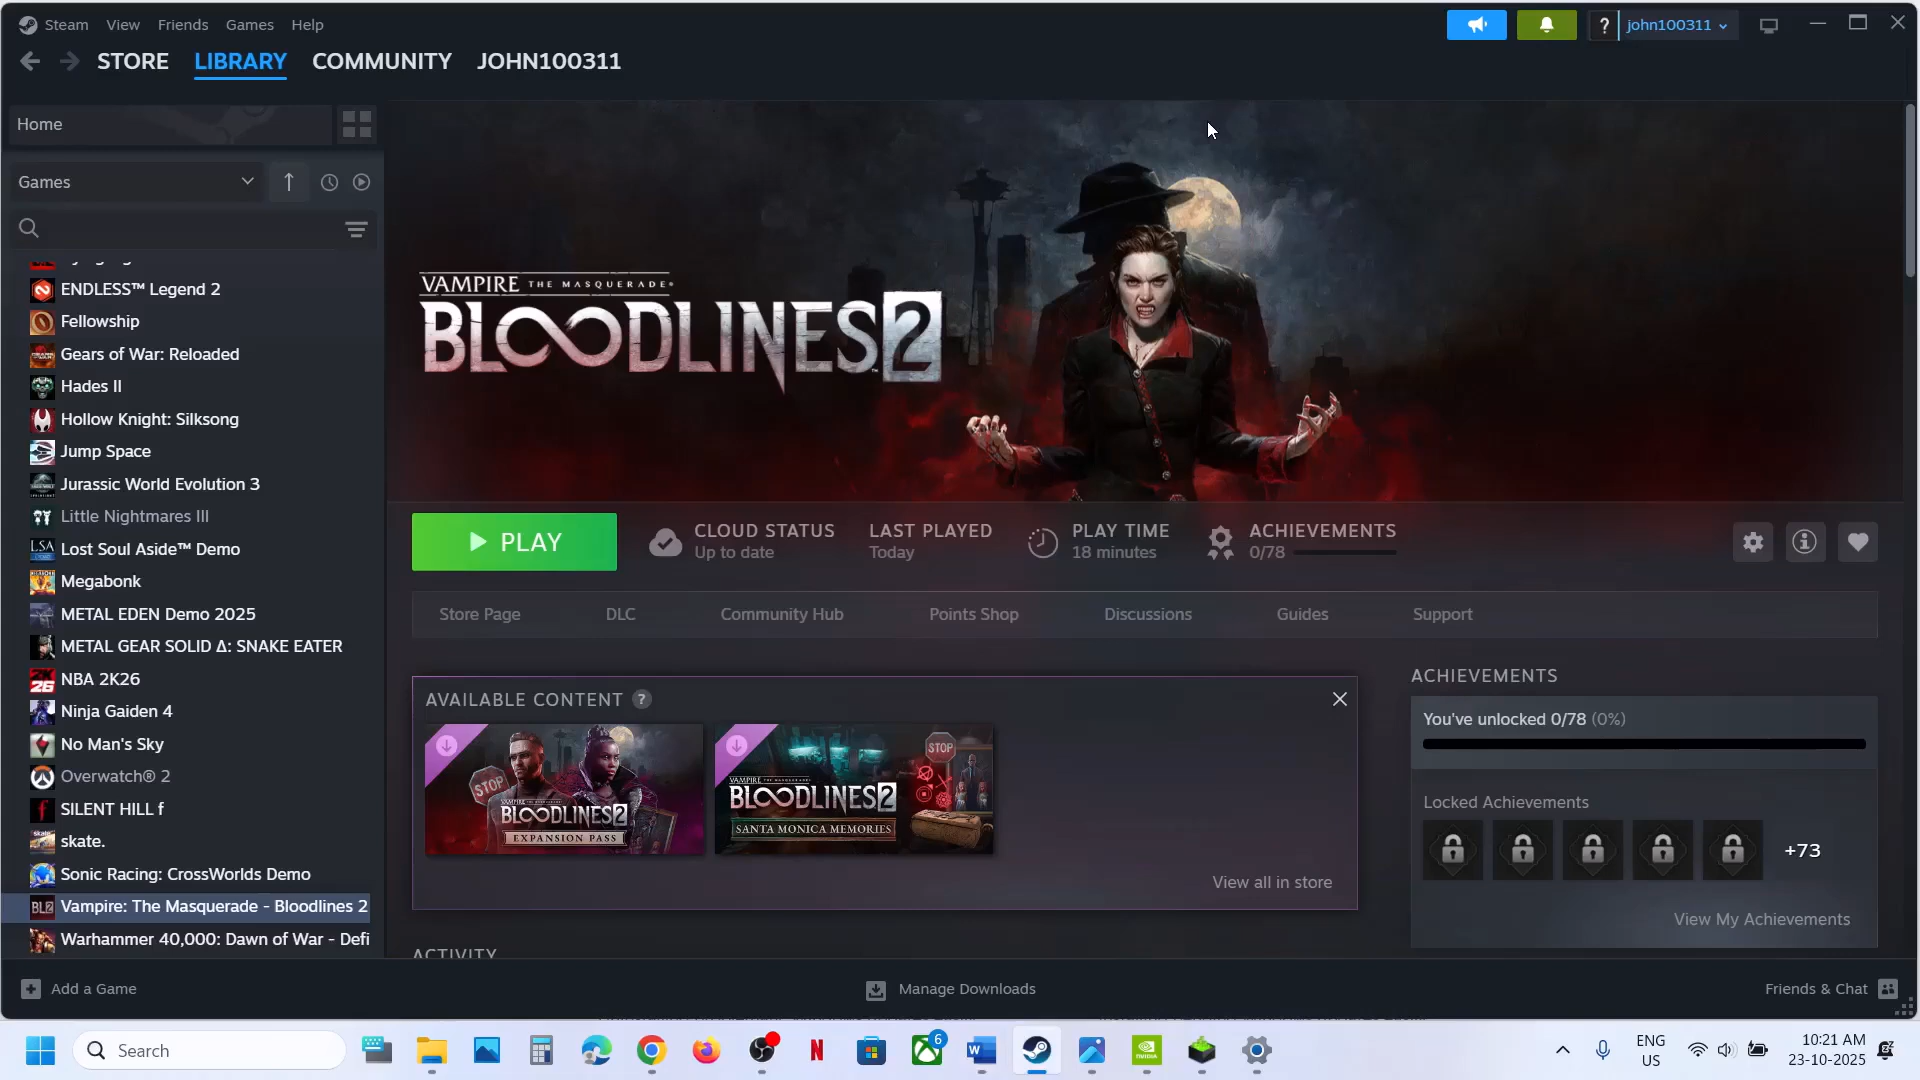 Steam View Friends Games Help
john100311
STORE LIBRARY COMMUNITY JOHN100311
Home
Games
ENDLESS™ Legend 2
Fellowship
Gears of War: Reloaded
Hades II
Hollow Knight: Silksong
Jump Space
Jurassic World Evolution 3
Little Nightmares III
Lost Soul Aside™ Demo
Megabonk
METAL EDEN Demo 2025
METAL GEAR SOLID Δ: SNAKE EATER
NBA 2K26
Ninja Gaiden 4
No Man's Sky
Overwatch® 2
SILENT HILL f
skate.
Sonic Racing: CrossWorlds Demo
Vampire: The Masquerade - Bloodlines 2
Warhammer 40,000: Dawn of War - Defi
VAMPIRE THE MASQUERADE
BLOODLINES 2
PLAY
CLOUD STATUS
Up to date
LAST PLAYED
Today
PLAY TIME
18 minutes
ACHIEVEMENTS
0/78
Store Page DLC Community Hub Points Shop Discussions Guides Support
AVAILABLE CONTENT ?
STOP
VAMPIRE THE MASQUERADE
BLOODLINES 2
EXPANSION PASS
STOP
VAMPIRE THE MASQUERADE
BLOODLINES 2
SANTA MONICA MEMORIES
View all in store
ACTIVITY
ACHIEVEMENTS
You've unlocked 0/78 (0%)
Locked Achievements
+73
View My Achievements
Add a Game
Manage Downloads
Friends & Chat
Search
6
ENG
US
10:21 AM
23-10-2025